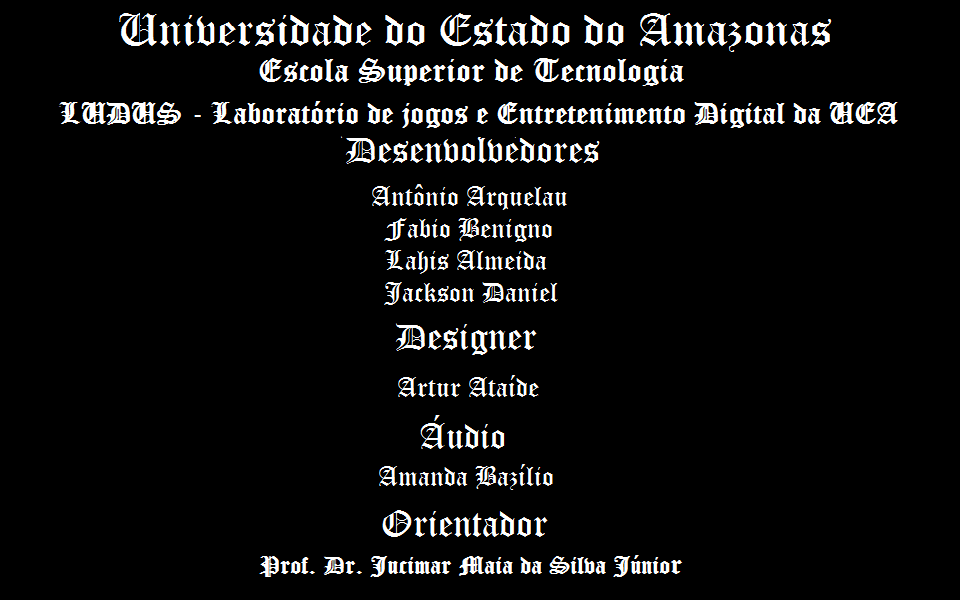 Universidade do Estado do Amazonas
Escola Superior de Tecnologia
LUDUS - Laboratório de jogos e Entretenimento Digital da UEA
Desenvolvedores
Antônio Arquelau
Fabio Benigno
Lahis Almeida
Jackson Daniel
Designer
Artur Ataíde
Áudio
Amanda Bazílio
Orientador
Prof. Dr. Jucimar Maia da Silva Júnior